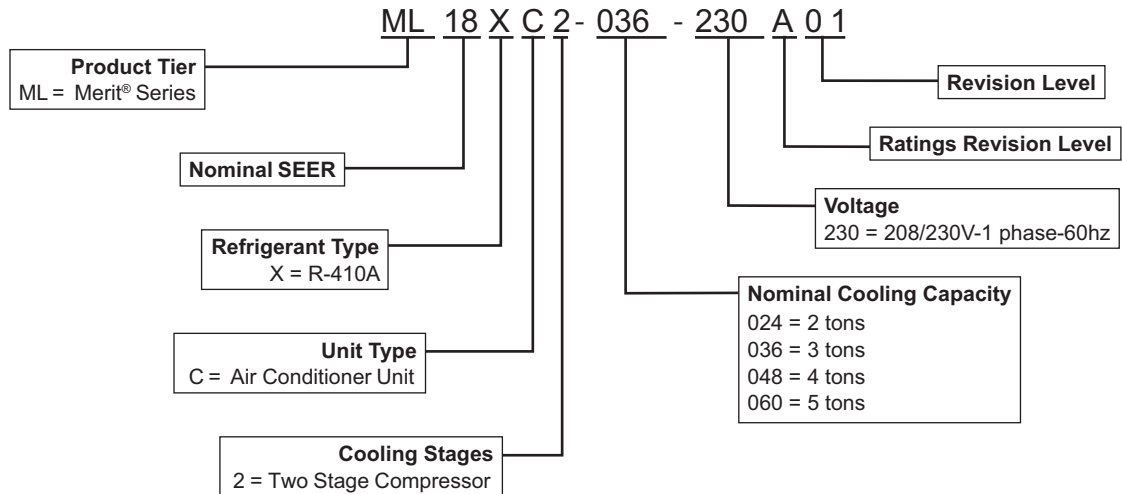 ML 18 X C 2 - 036 - 230 A 0 1
Product Tier
ML = Merit® Series
Revision Level
Ratings Revision Level
Nominal SEER
Voltage
230 = 208/230V-1 phase-60hz
Refrigerant Type
X = R-410A
Nominal Cooling Capacity
024 = 2 tons
036 = 3 tons
048 = 4 tons
060 = 5 tons
Unit Type
C = Air Conditioner Unit
Cooling Stages
2 = Two Stage Compressor